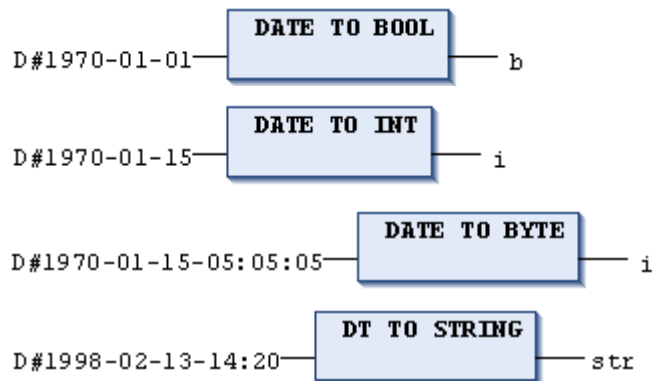 DATE TO BOOL
D#1970-01-01 b
DATE TO INT
D#1970-01-15 i
DATE TO BYTE
D#1970-01-15-05:05:05 i
DT TO STRING
D#1998-02-13-14:20 str